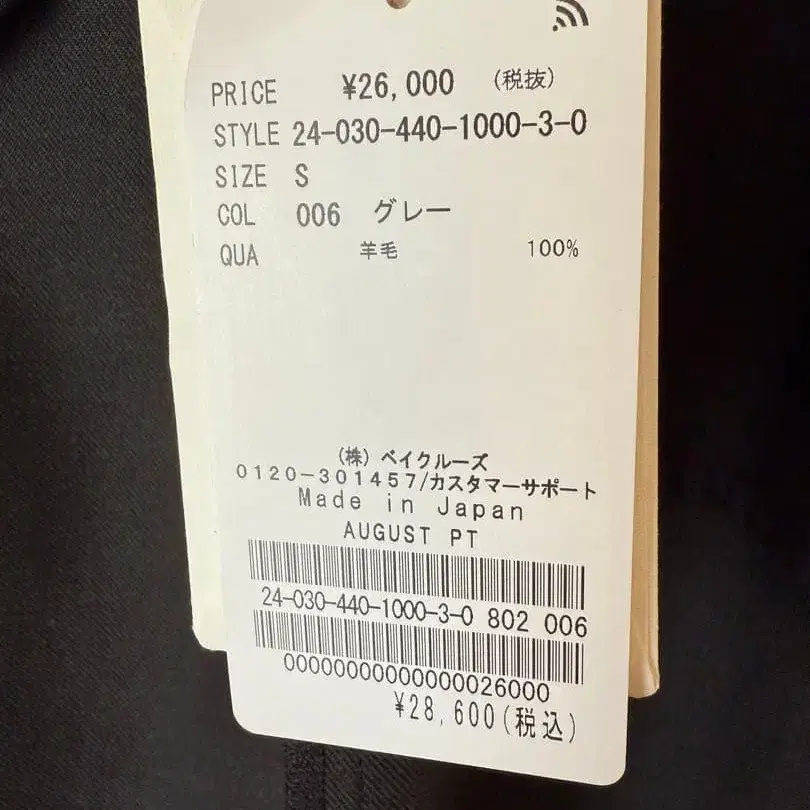 PRICE ¥26,000 (税抜)
STYLE 24-030-440-1000-3-0
SIZE S
COL 006 グレー
QUA 羊毛 100%
(株) ベイクルーズ
0120-301457/カスタマーサポート
Made in Japan
AUGUST PT
24-030-440-1000-3-0 802 006
00000000000000026000
¥28,600(税込)